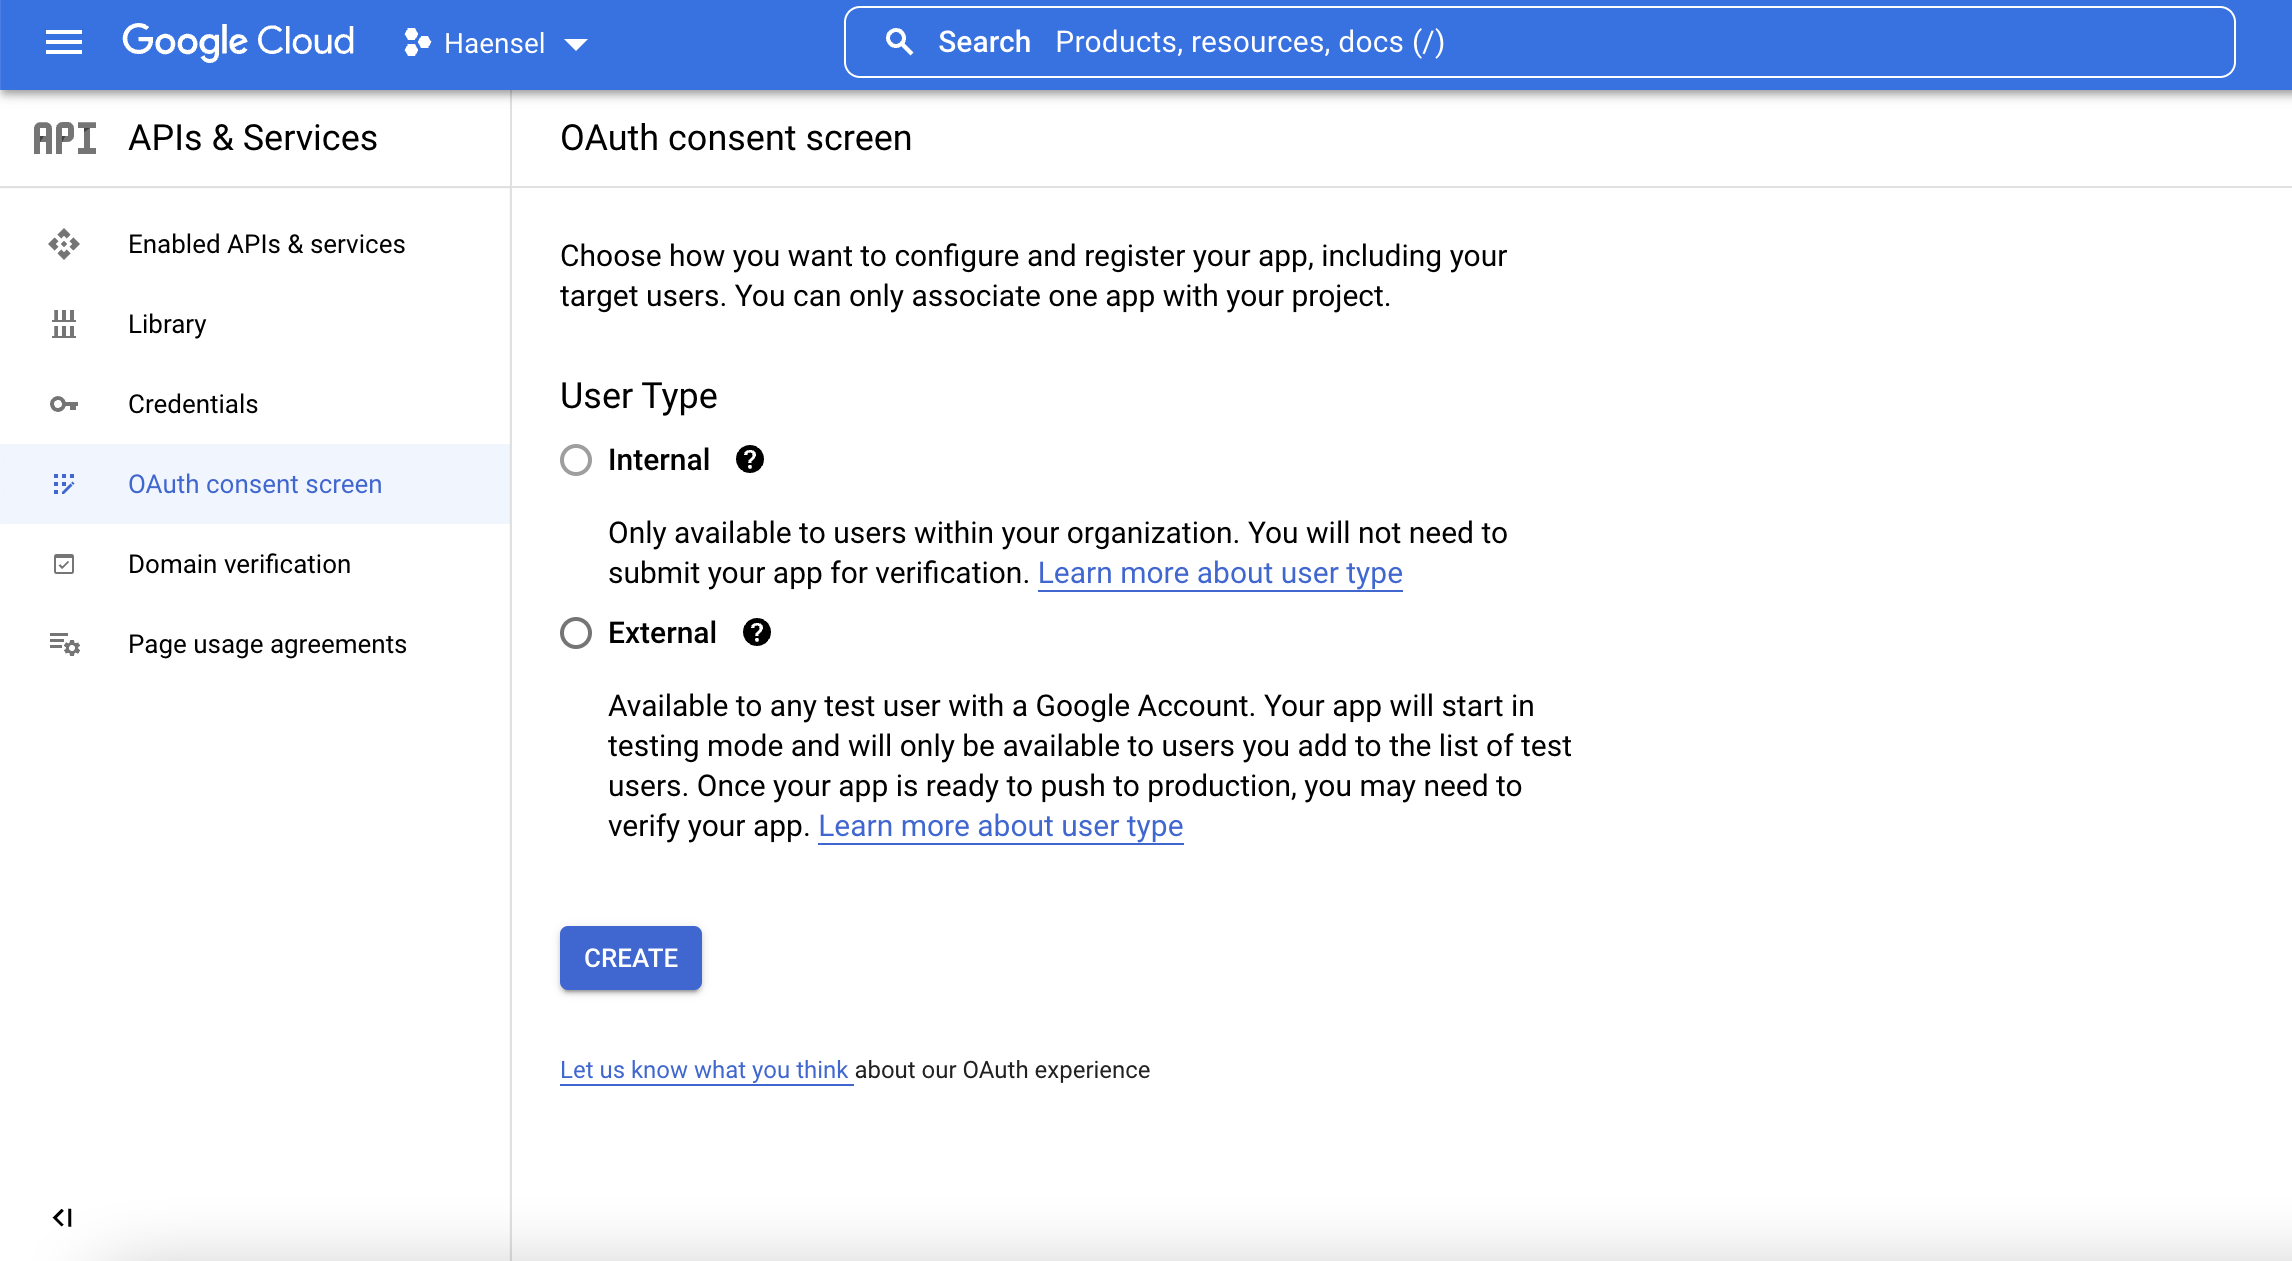 Google Cloud
Haensel
Search Products, resources, docs (/)
API APIs & Services
Enabled APIs & services
Library
Credentials
OAuth consent screen
Domain verification
Page usage agreements
OAuth consent screen
Choose how you want to configure and register your app, including your
target users. You can only associate one app with your project.
User Type
Internal ?
Only available to users within your organization. You will not need to
submit your app for verification. Learn more about user type
External ?
Available to any test user with a Google Account. Your app will start in
testing mode and will only be available to users you add to the list of test
users. Once your app is ready to push to production, you may need to
verify your app. Learn more about user type
CREATE
Let us know what you think about our OAuth experience